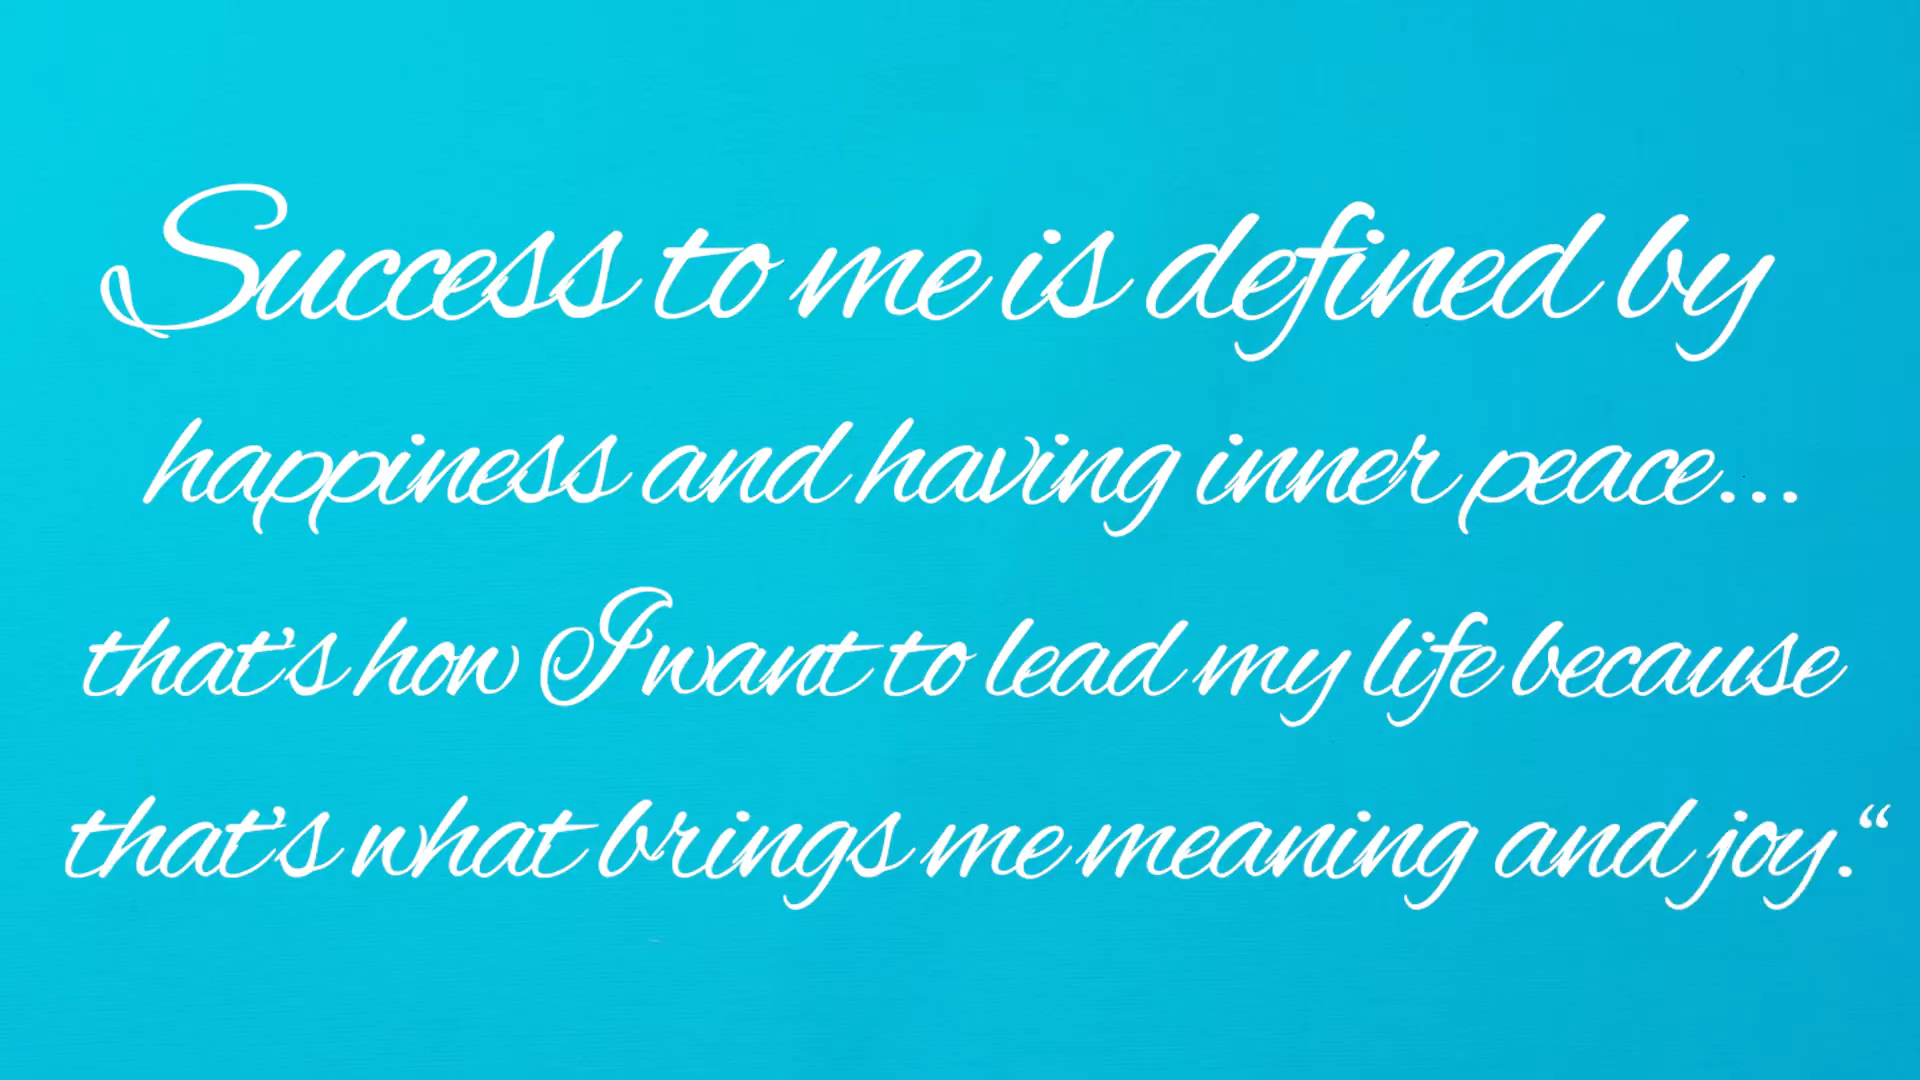 Success to me is defined by
happiness and having inner peace...
that's how I want to lead my life because
that's what brings me meaning and joy.“